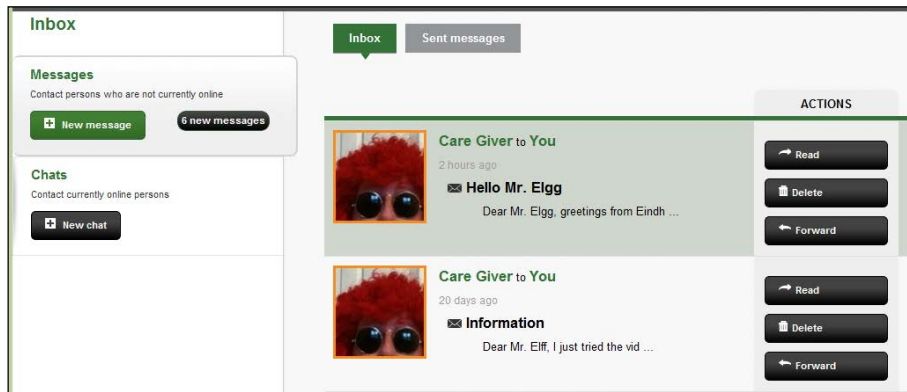 Inbox
Messages
Contact persons who are not currently online
New message
6 new messages
Chats
Contact currently online persons
New chat
Inbox
Sent messages
ACTIONS
Care Giver to You
2 hours ago
Hello Mr. Elgg
Dear Mr. Elgg, greetings from Eindh ...
Read
Delete
Forward
Care Giver to You
20 days ago
Information
Dear Mr. Elff, I just tried the vid ...
Read
Delete
Forward